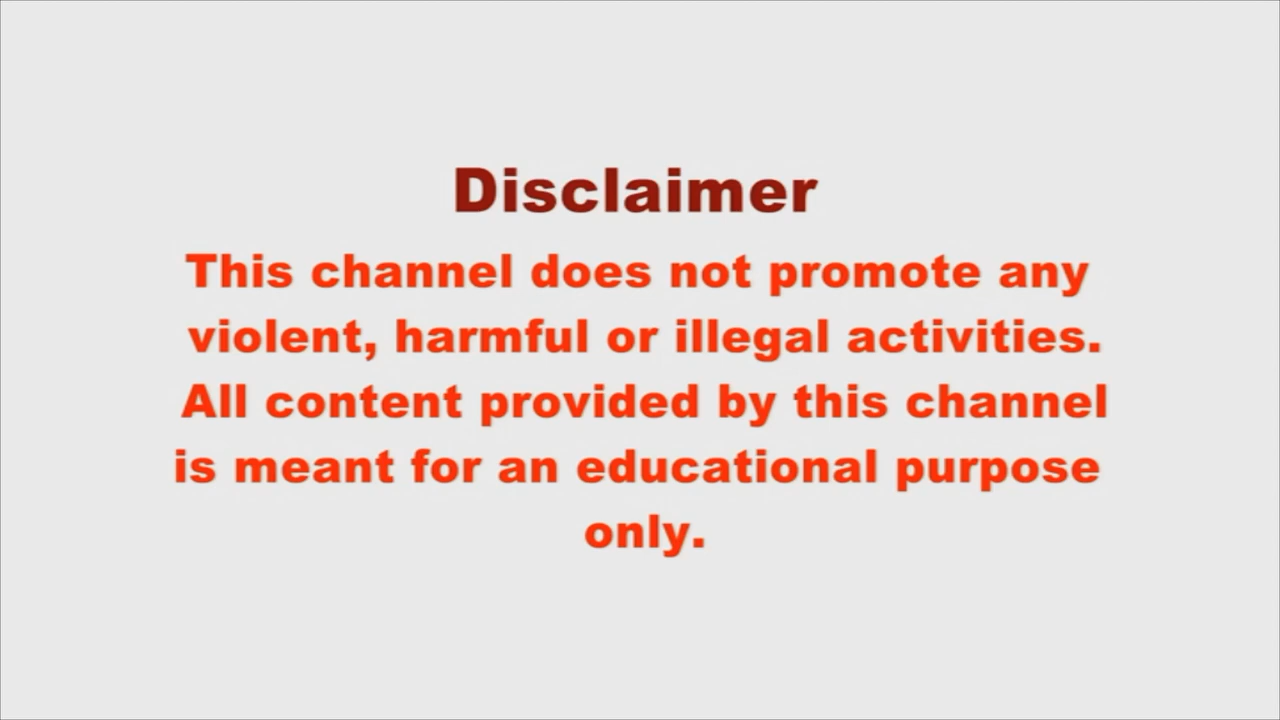 Disclaimer
This channel does not promote any
violent, harmful or illegal activities.
All content provided by this channel
is meant for an educational purpose
only.